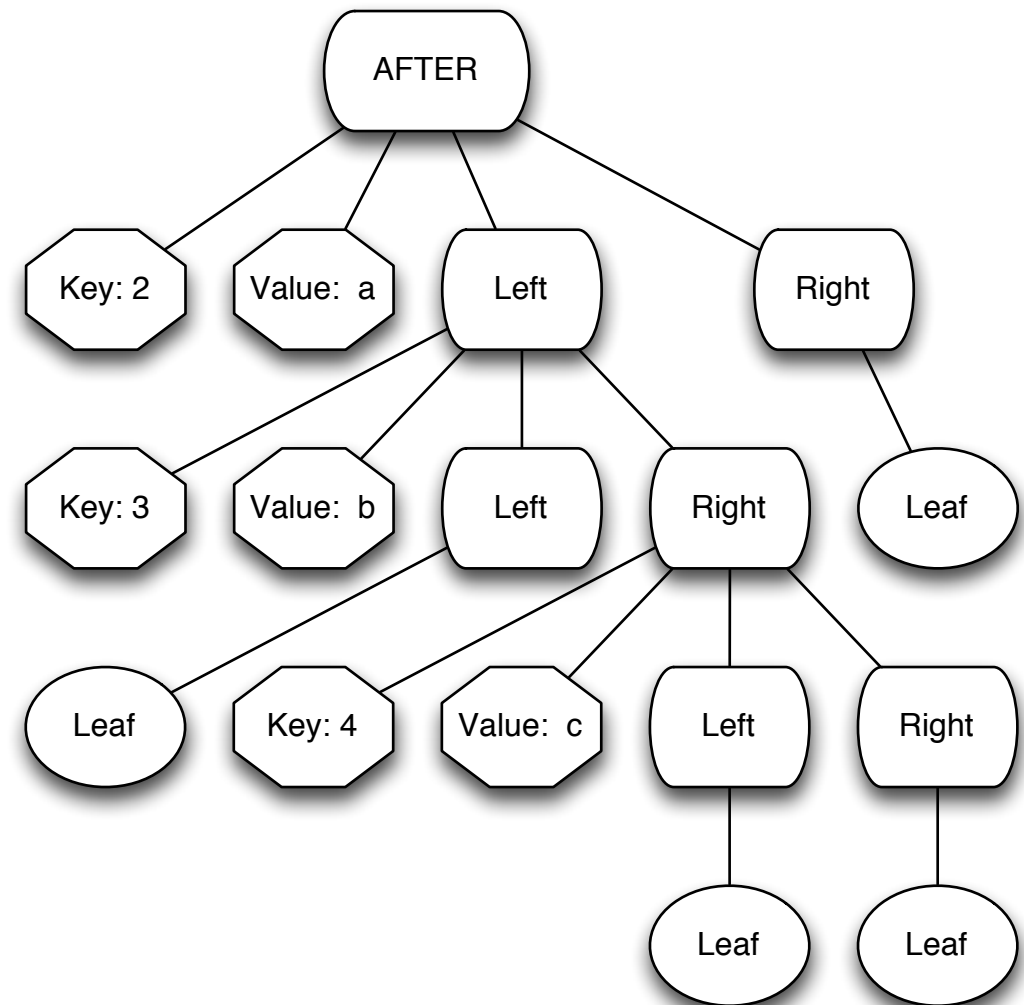 AFTER
Key: 2
Value:  a
Left
Right
Key: 3
Value:  b
Left
Right
Leaf
Leaf
Key: 4
Value:  c
Left
Right
Leaf
Leaf